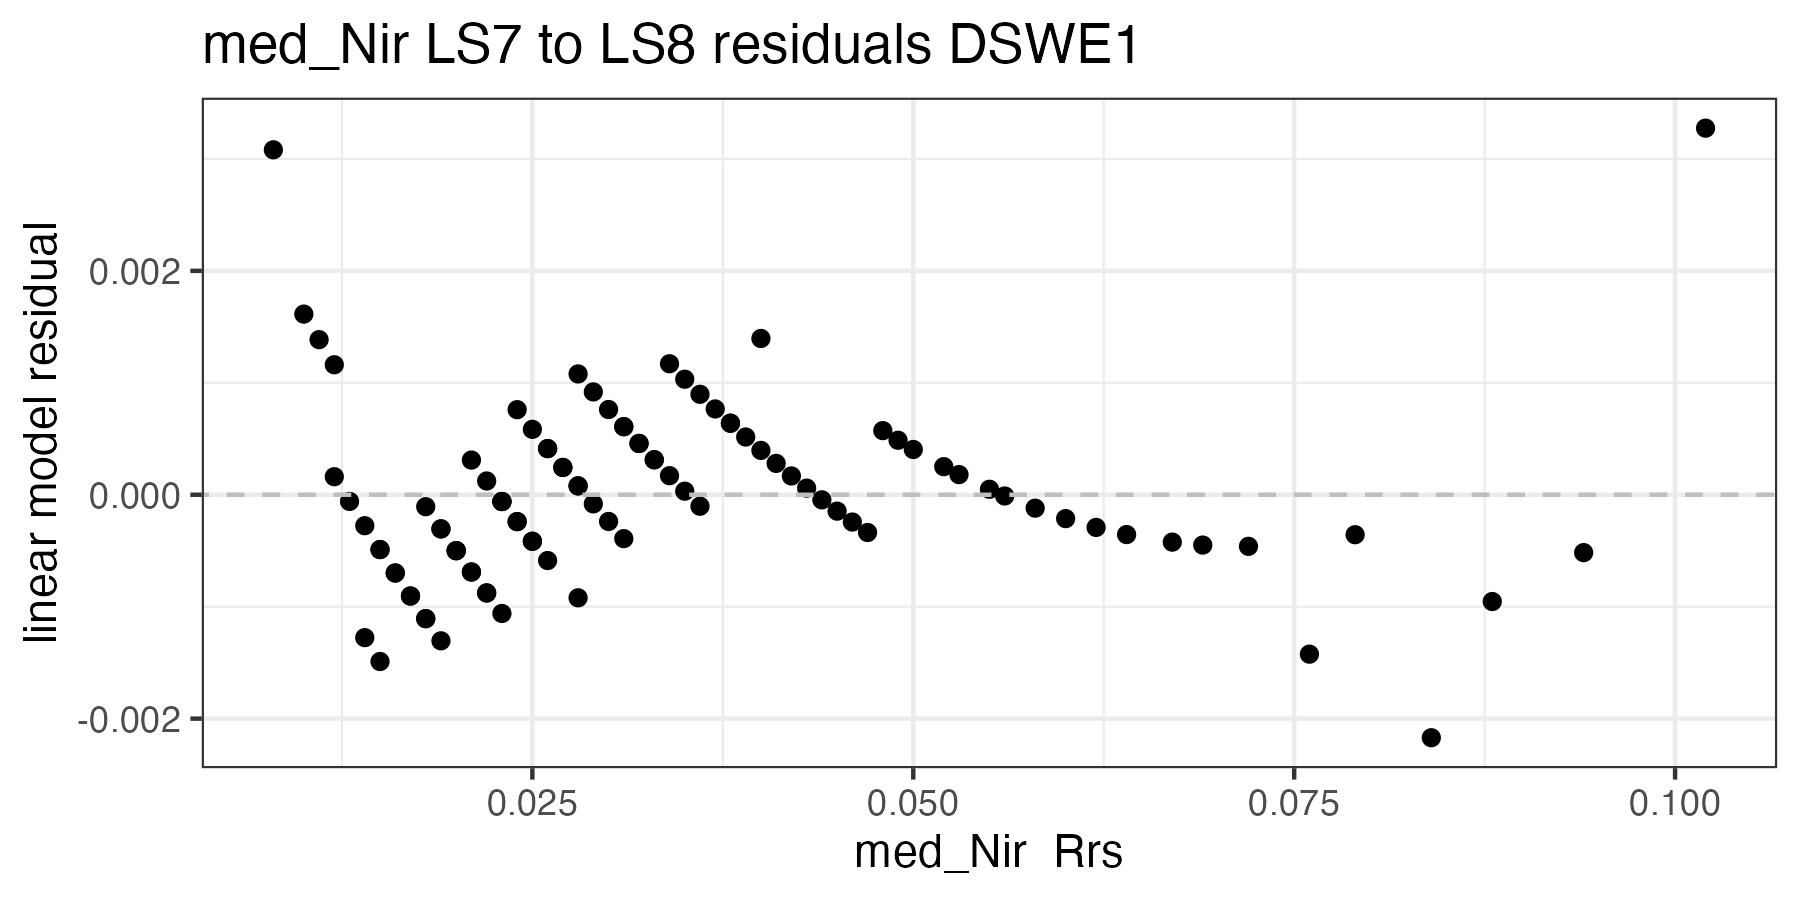 med_Nir LS7 to LS8 residuals DSWE1
linear model residual
0.002
0.000
-0.002
0.025
0.050
0.075
0.100
med_Nir  Rrs